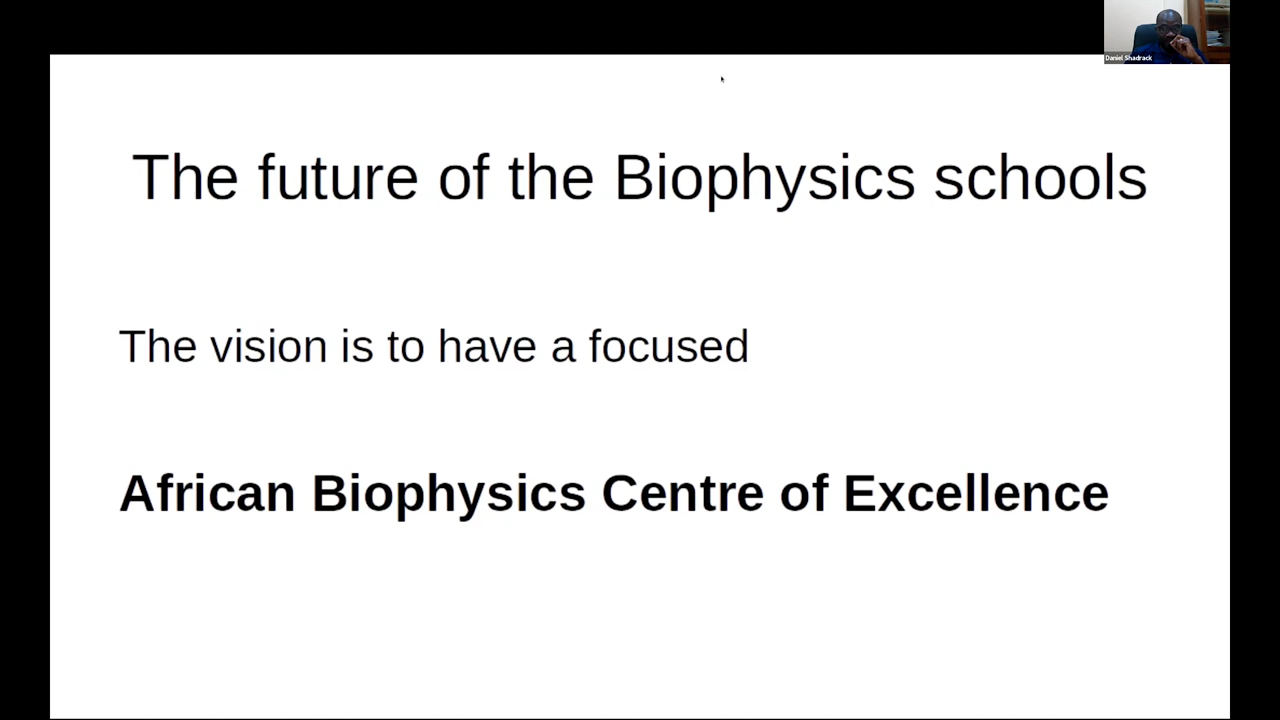 Daniel Shadrack
The future of the Biophysics schools
The vision is to have a focused
African Biophysics Centre of Excellence